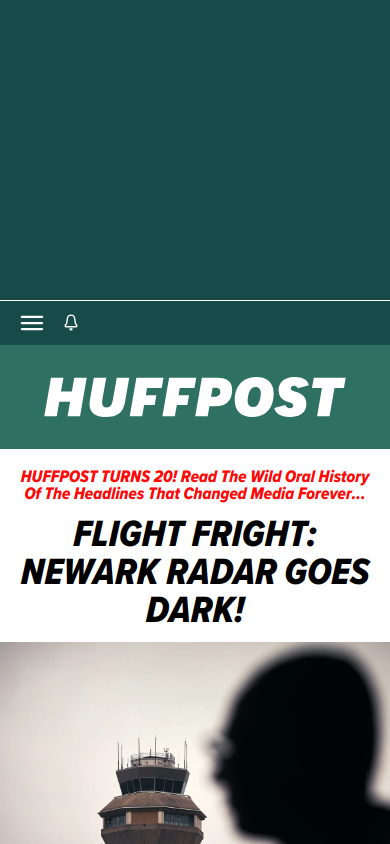 HUFFPOST
HUFFPOST TURNS 20! Read The Wild Oral History
Of The Headlines That Changed Media Forever...
FLIGHT FRIGHT:
NEWARK RADAR GOES
DARK!